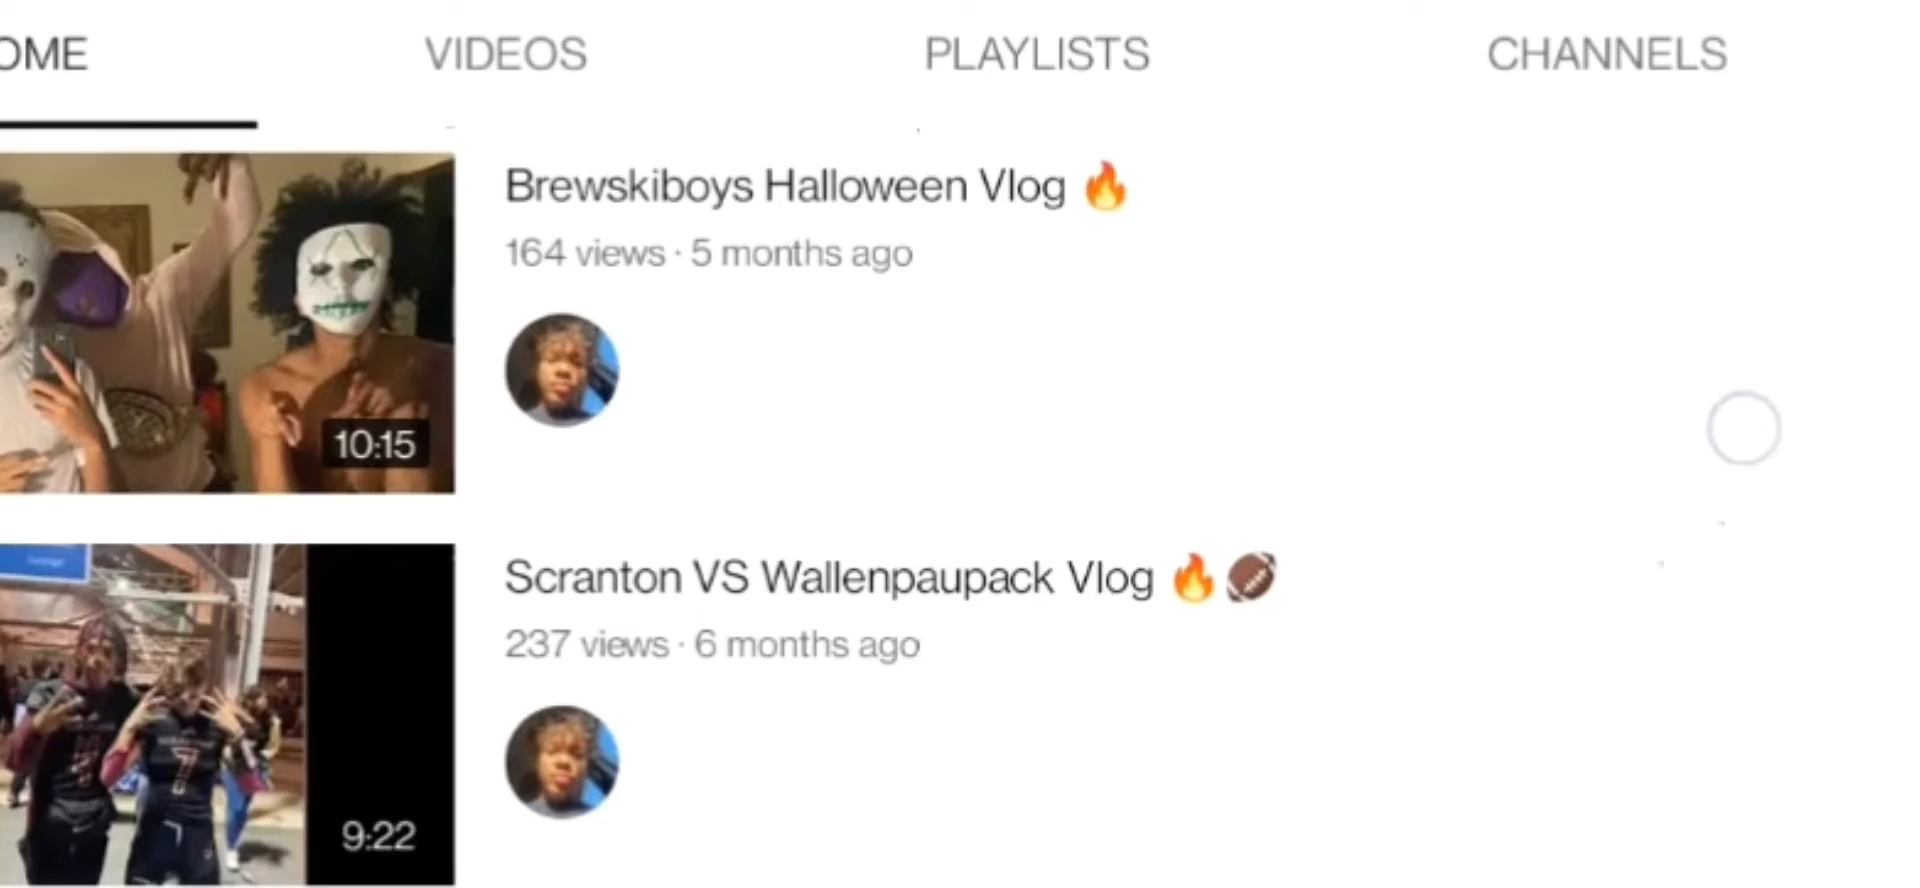 OME VIDEOS PLAYLISTS CHANNELS
Brewskiboys Halloween Vlog 🔥
164 views · 5 months ago
10:15
Scranton VS Wallenpaupack Vlog 🔥🏈
237 views · 6 months ago
7
9:22